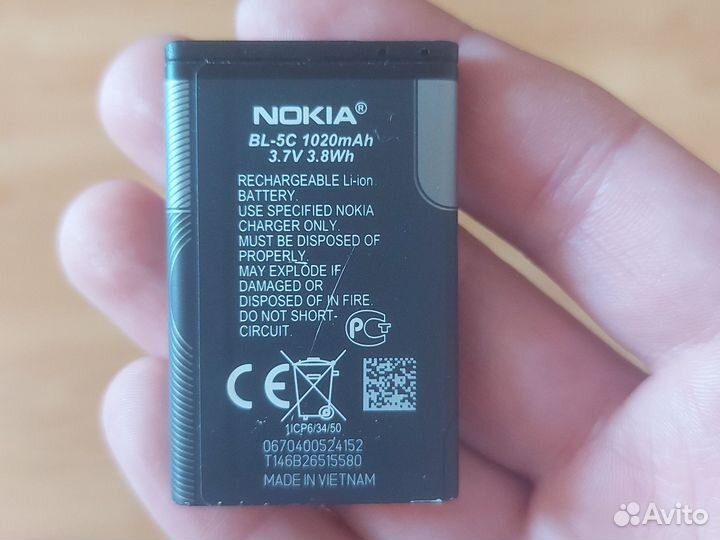 NOKIA®
BL-5C 1020mAh
3.7V 3.8Wh
RECHARGEABLE Li-ion
BATTERY.
USE SPECIFIED NOKIA
CHARGER ONLY.
MUST BE DISPOSED OF
PROPERLY.
MAY EXPLODE IF
DAMAGED OR
DISPOSED OF IN FIRE.
DO NOT SHORT-
CIRCUIT.
РСТ
CE
1ICP6/34/50
0670400524152
T146B26515580
MADE IN VIETNAM
Avito